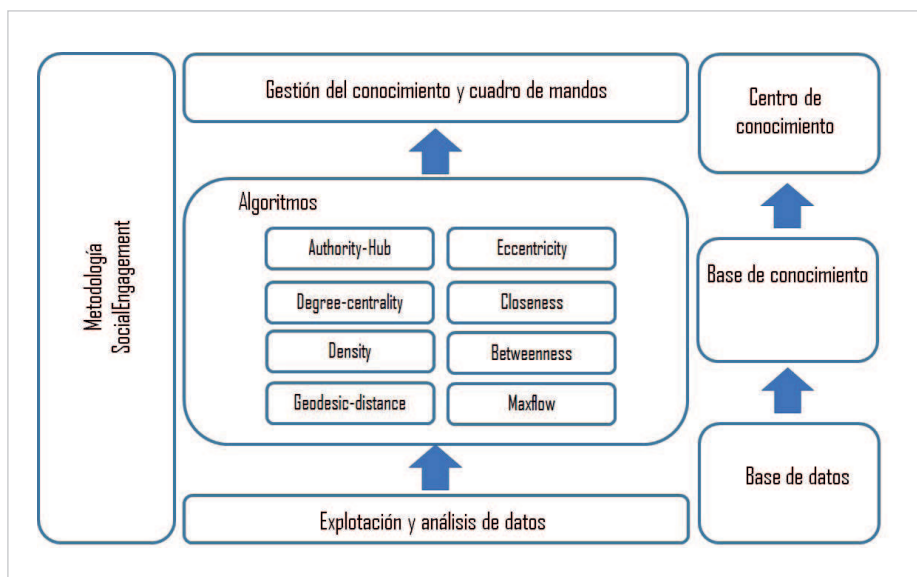 Metodología
SocialEngagement
Gestión del conocimiento y cuadro de mandos
Algoritmos
Authority-Hub
Eccentricity
Degree-centrality
Closeness
Density
Betweenness
Geodesic-distance
Maxflow
Explotación y análisis de datos
Centro de
conocimiento
Base de conocimiento
Base de datos